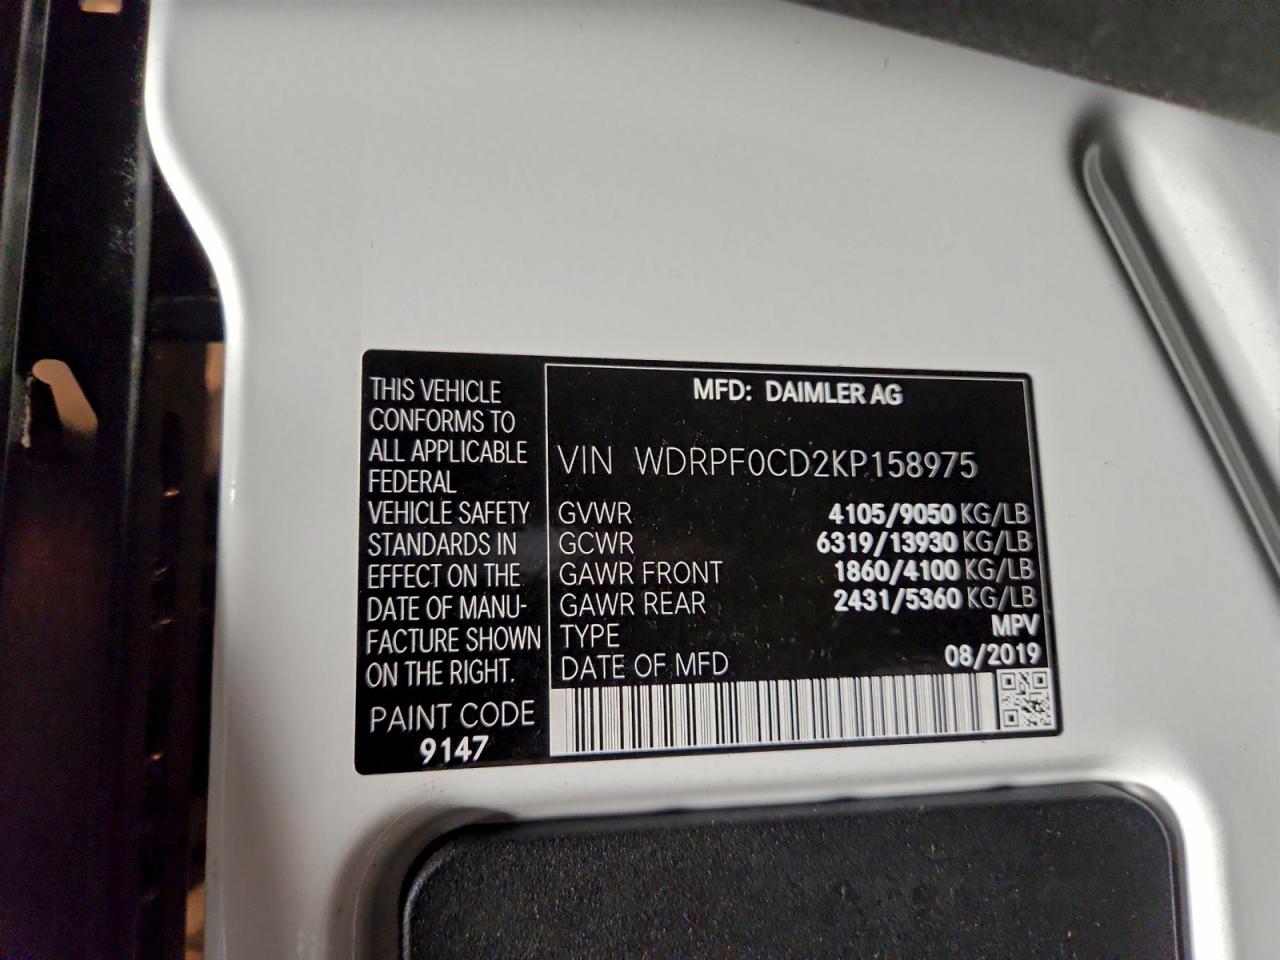 THIS VEHICLE
CONFORMS TO
ALL APPLICABLE
FEDERAL
VEHICLE SAFETY
STANDARDS IN
EFFECT ON THE
DATE OF MANU-
FACTURE SHOWN
ON THE RIGHT.
PAINT CODE
9147
MFD: DAIMLER AG
VIN WDRPF0CD2KP158975
GVWR 4105/9050 KG/LB
GCWR 6319/13930 KG/LB
GAWR FRONT 1860/4100 KG/LB
GAWR REAR 2431/5360 KG/LB
TYPE MPV
DATE OF MFD 08/2019